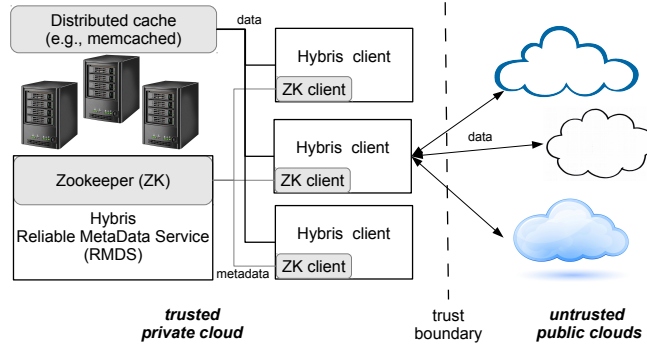 Distributed cache
(e.g., memcached)
data
Hybris client
ZK client
Hybris client
ZK client
data
Zookeeper (ZK)
Hybris
Reliable MetaData Service
(RMDS)
Hybris client
ZK client
metadata
trusted
private cloud
trust
boundary
untrusted
public clouds